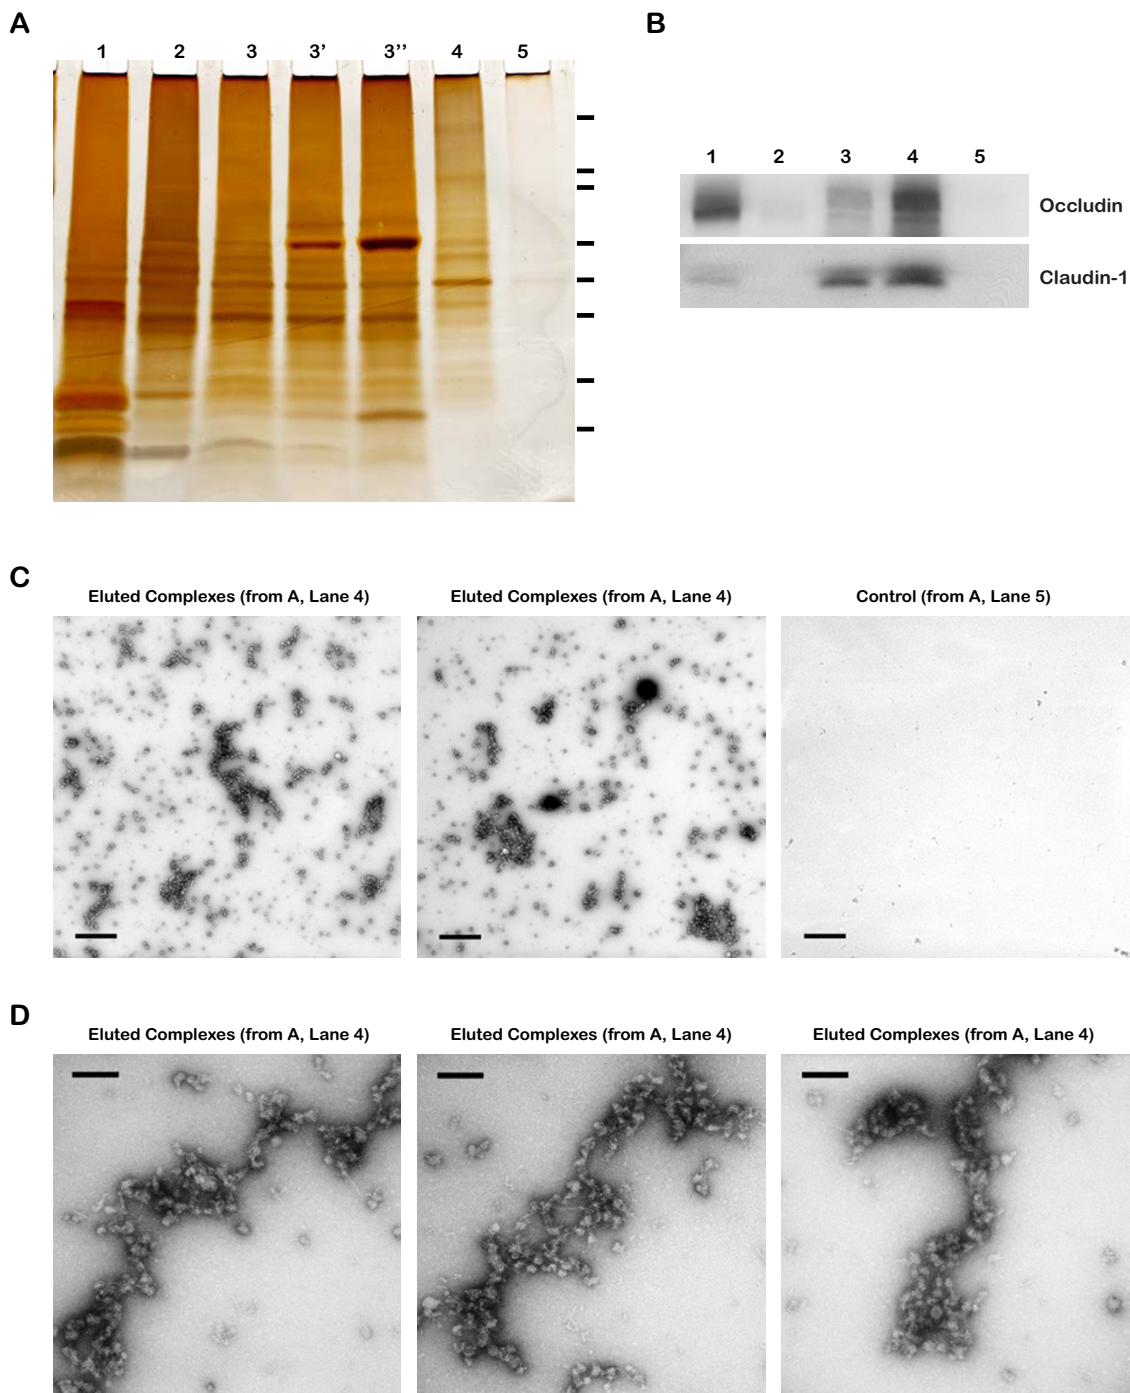 A
1 2 3 3’ 3’’ 4 5
B
1 2 3 4 5
Occludin
Claudin-1
C
Eluted Complexes (from A, Lane 4) Eluted Complexes (from A, Lane 4) Control (from A, Lane 5)
D
Eluted Complexes (from A, Lane 4) Eluted Complexes (from A, Lane 4) Eluted Complexes (from A, Lane 4)